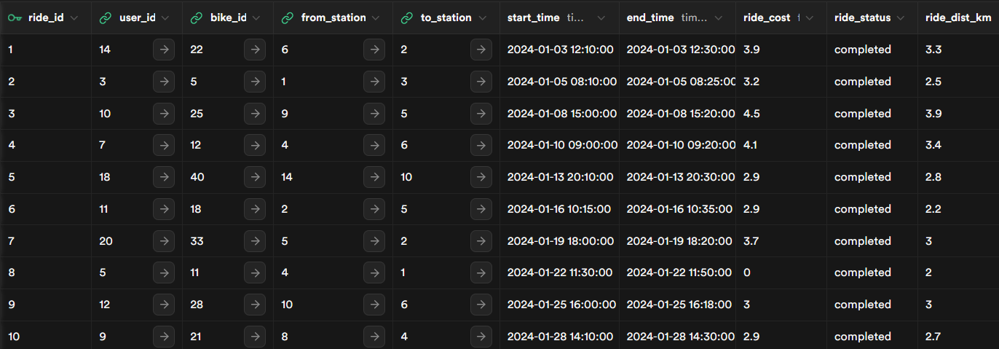 ride_id user_id bike_id from_station to_station start_time ti... end_time tim... ride_cost ride_status ride_dist_km
1 14 22 6 2 2024-01-03 12:10:00 2024-01-03 12:30:00 3.9 completed 3.3
2 3 5 1 3 2024-01-05 08:10:00 2024-01-05 08:25:00 3.2 completed 2.5
3 10 25 9 5 2024-01-08 15:00:00 2024-01-08 15:20:00 4.5 completed 3.9
4 7 12 4 6 2024-01-10 09:00:00 2024-01-10 09:20:00 4.1 completed 3.4
5 18 40 14 10 2024-01-13 20:10:00 2024-01-13 20:30:00 2.9 completed 2.8
6 11 18 2 5 2024-01-16 10:15:00 2024-01-16 10:35:00 2.9 completed 2.2
7 20 33 5 2 2024-01-19 18:00:00 2024-01-19 18:20:00 3.7 completed 3
8 5 11 4 1 2024-01-22 11:30:00 2024-01-22 11:50:00 0 completed 2
9 12 28 10 6 2024-01-25 16:00:00 2024-01-25 16:18:00 3 completed 3
10 9 21 8 4 2024-01-28 14:10:00 2024-01-28 14:30:00 2.9 completed 2.7